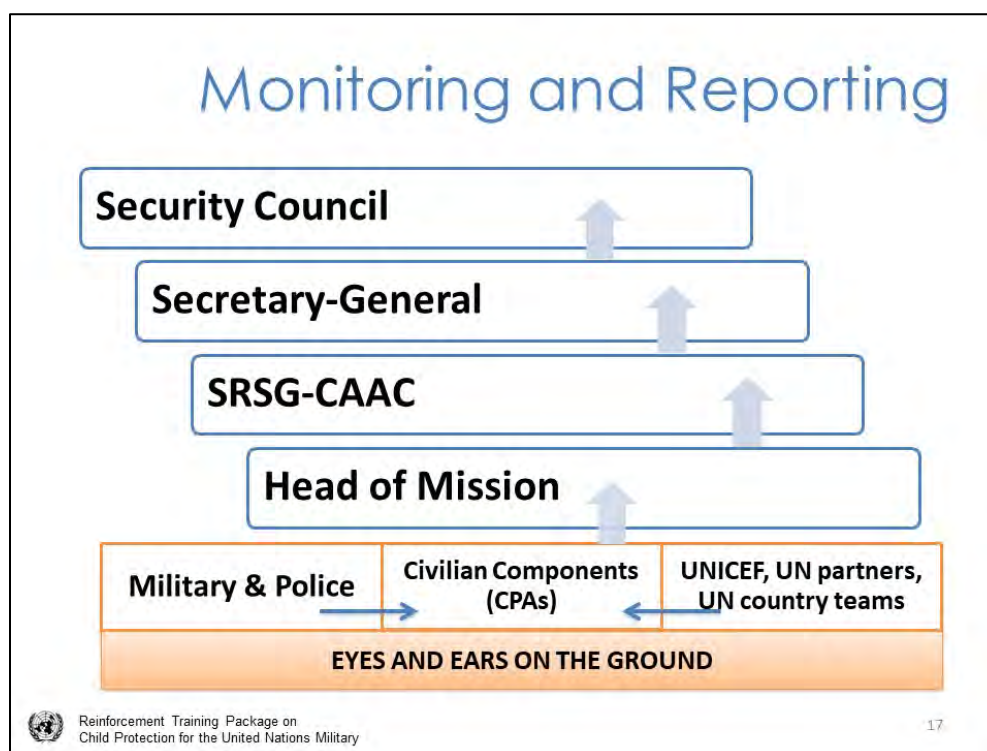 Monitoring and Reporting
Security Council
Secretary-General
SRSG-CAAC
Head of Mission
Military & Police
Civilian Components
(CPAs)
UNICEF, UN partners,
UN country teams
EYES AND EARS ON THE GROUND
Reinforcement Training Package on
Child Protection for the United Nations Military
17